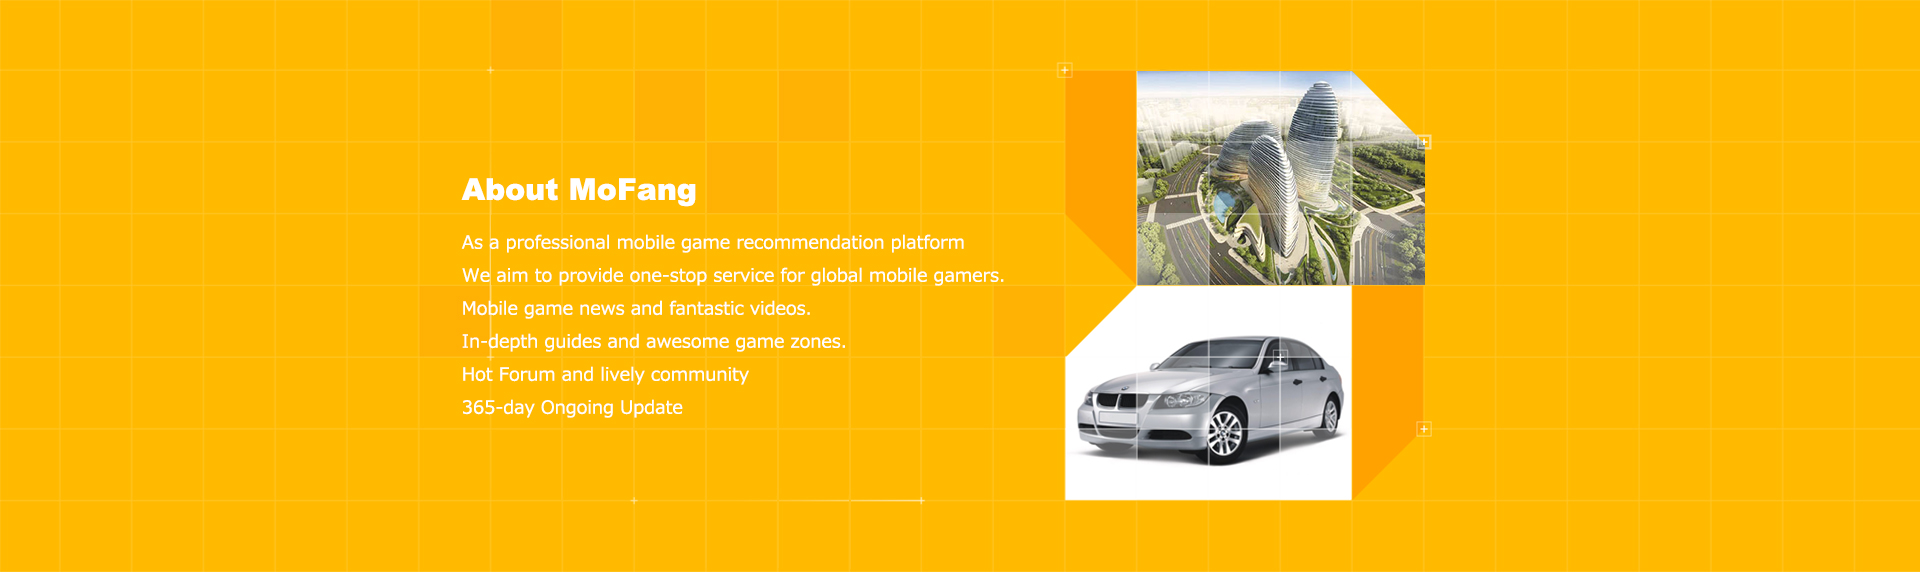 About MoFang
As a professional mobile game recommendation platform
We aim to provide one-stop service for global mobile gamers.
Mobile game news and fantastic videos.
In-depth guides and awesome game zones.
Hot Forum and lively community
365-day Ongoing Update